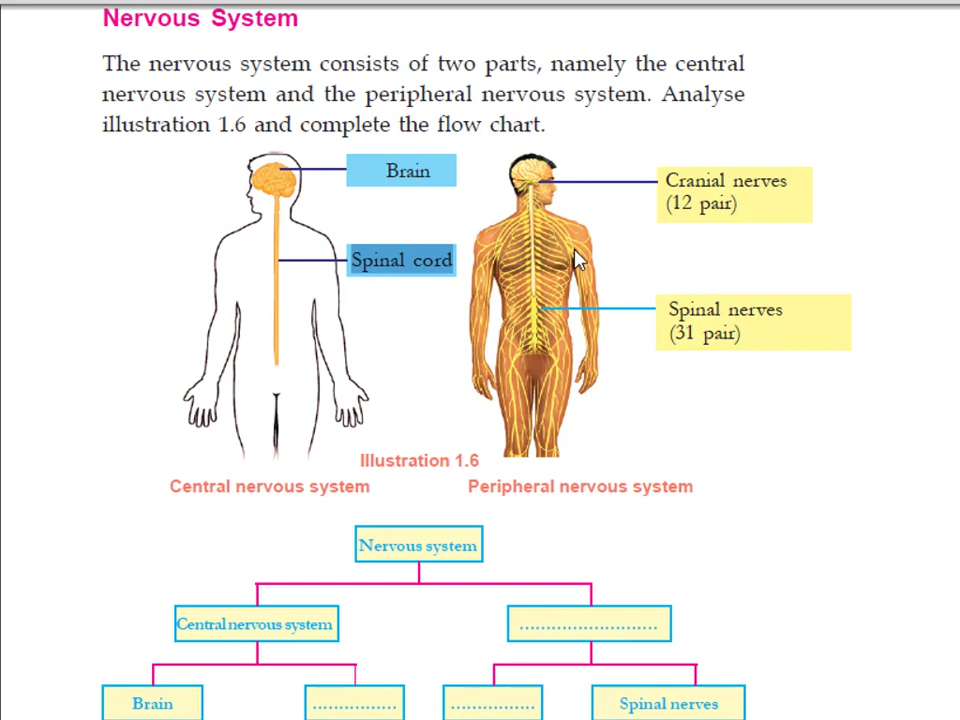 Nervous System
The nervous system consists of two parts, namely the central
nervous system and the peripheral nervous system. Analyse
illustration 1.6 and complete the flow chart.
Brain
Spinal cord
Cranial nerves
(12 pair)
Spinal nerves
(31 pair)
Illustration 1.6
Central nervous system
Peripheral nervous system
Nervous system
Central nervous system
..........................
Brain
................
................
Spinal nerves